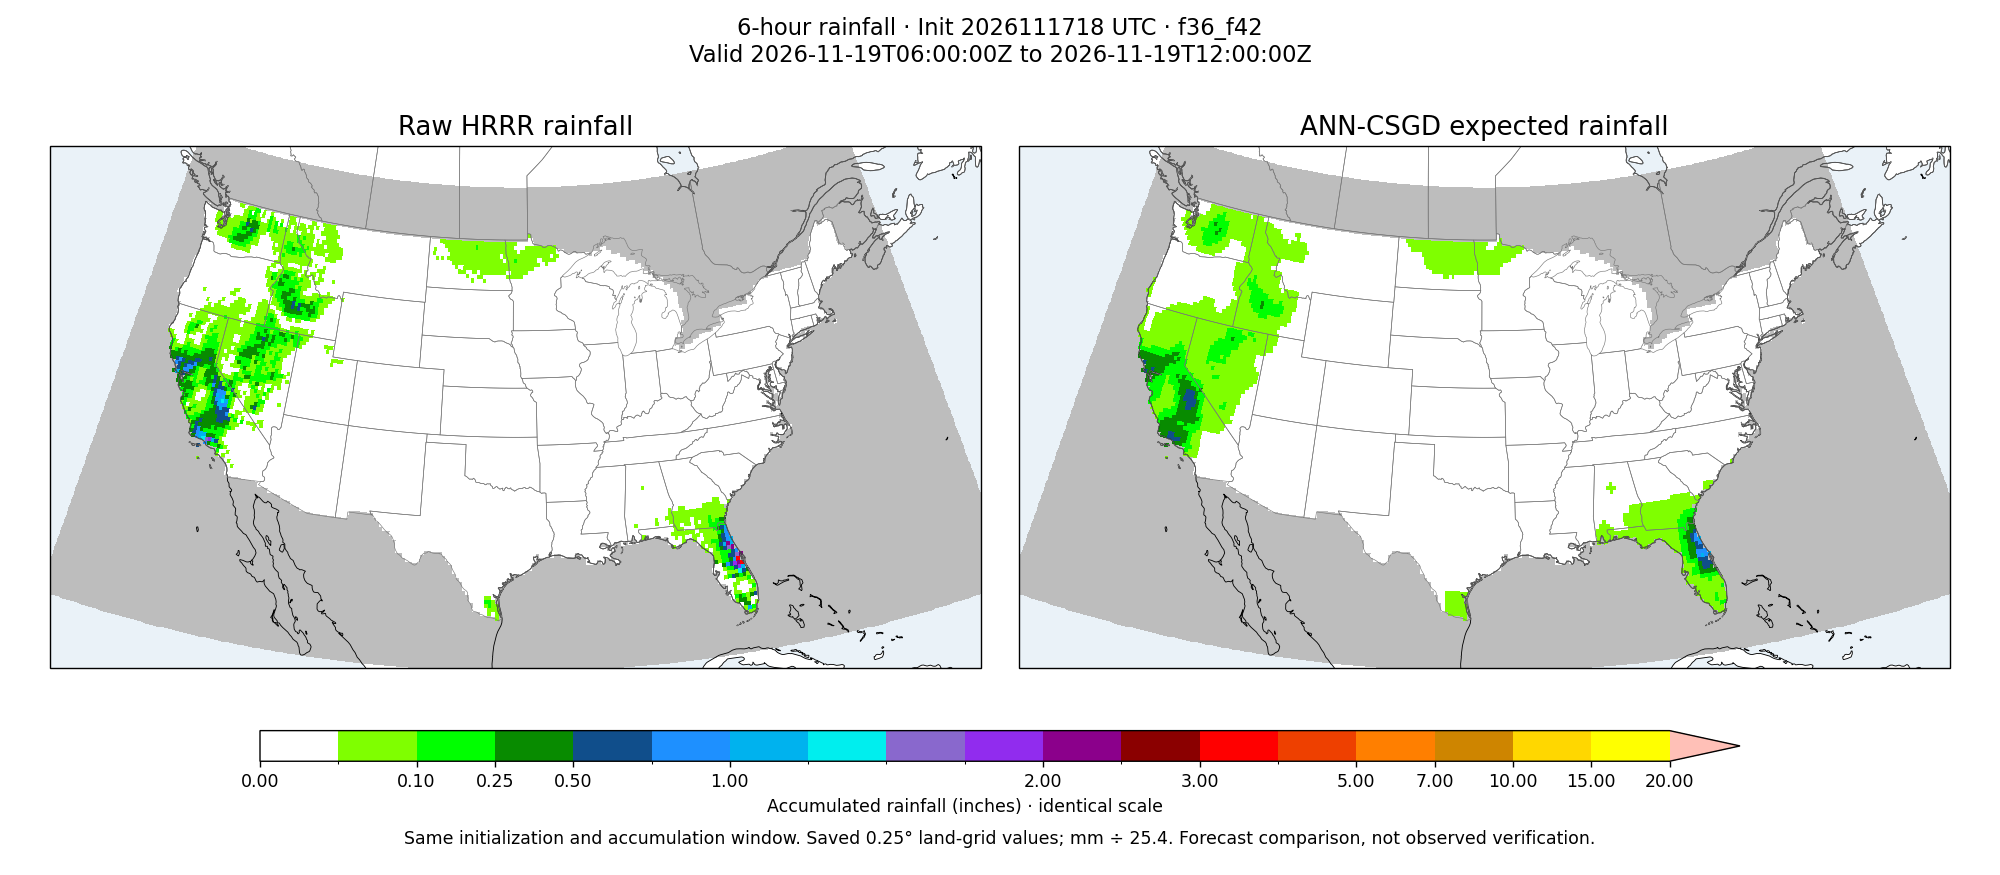 6-hour rainfall · Init 2026111718 UTC · f36_f42
Valid 2026-11-19T06:00:00Z to 2026-11-19T12:00:00Z
Raw HRRR rainfall
ANN-CSGD expected rainfall
0.00 0.10 0.25 0.50 1.00 2.00 3.00 5.00 7.00 10.00 15.00 20.00
Accumulated rainfall (inches) · identical scale
Same initialization and accumulation window. Saved 0.25° land-grid values; mm ÷ 25.4. Forecast comparison, not observed verification.